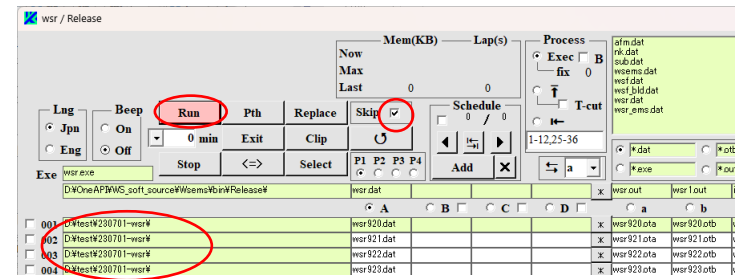 wsr / Release
Mem(KB) Lap(s)
Now
Max
Last 0 0
Process
Exec B
fix 0
T-cut
1-12,25-36
a
afm.dat
nk.dat
sub.dat
wsems.dat
wsf.dat
wsf_bld.dat
wsr.dat
wsr_ems.dat
Lng Beep
Jpn On
Eng Off
Run Pth Replace Skip
0 min Exit Clip
Stop <=> Select P1 P2 P3 P4
Schedule
0 / 0
Add X
*.dat *.otb
*.exe *.ou
Exe wsr.exe
D:¥OneAPI¥WS_soft_source¥Wsems¥bin¥Release¥ wsr.dat x wsr.out wsr1.out
A B C D a b
001 D:¥test¥230701-wsr¥ wsr920.dat x wsr920.ota wsr920.otb
002 D:¥test¥230701-wsr¥ wsr921.dat x wsr921.ota wsr921.otb
003 D:¥test¥230701-wsr¥ wsr922.dat x wsr922.ota wsr922.otb
004 D:¥test¥230701-wsr¥ wsr923.dat x wsr923.ota wsr923.otb